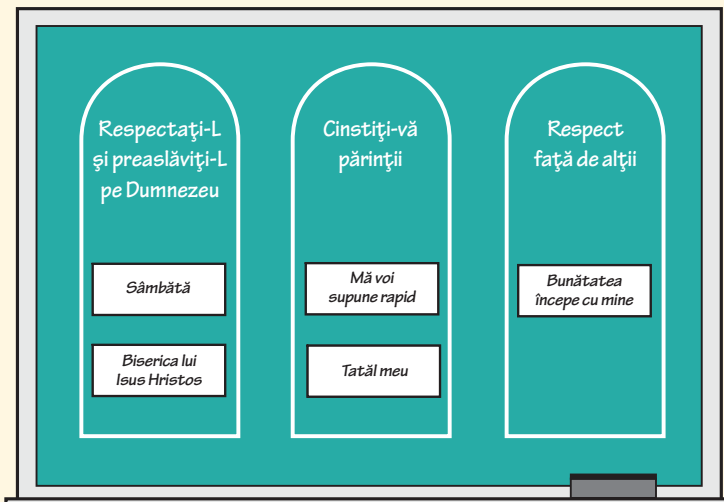 Respectaţi-L
şi preaslăviţi-L
pe Dumnezeu
Sâmbătă
Biserica lui
Isus Hristos
Cinstiţi-vă
părinţii
Mă voi
supune rapid
Tatăl meu
Respect
faţă de alţii
Bunătatea
începe cu mine